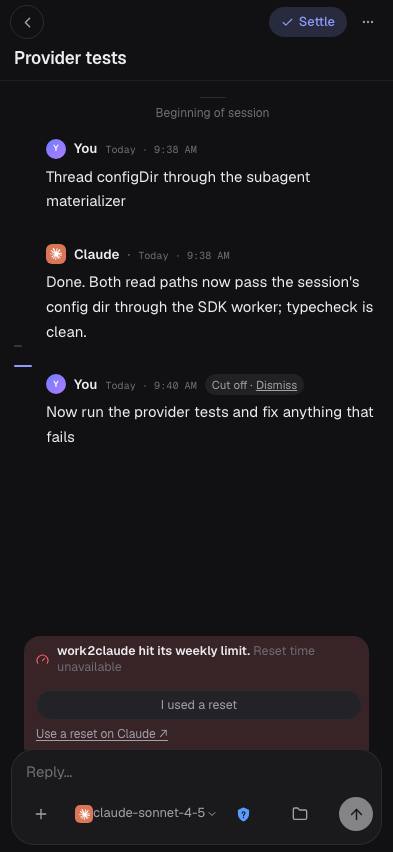 Settle
Provider tests
Beginning of session
Y You Today · 9:38 AM
Thread configDir through the subagent
materializer
Claude · Today · 9:38 AM
Done. Both read paths now pass the session's
config dir through the SDK worker; typecheck is
clean.
Y You Today · 9:40 AM Cut off · Dismiss
Now run the provider tests and fix anything that
fails
work2claude hit its weekly limit. Reset time
unavailable
I used a reset
Use a reset on Claude ↗
Reply...
claude-sonnet-4-5